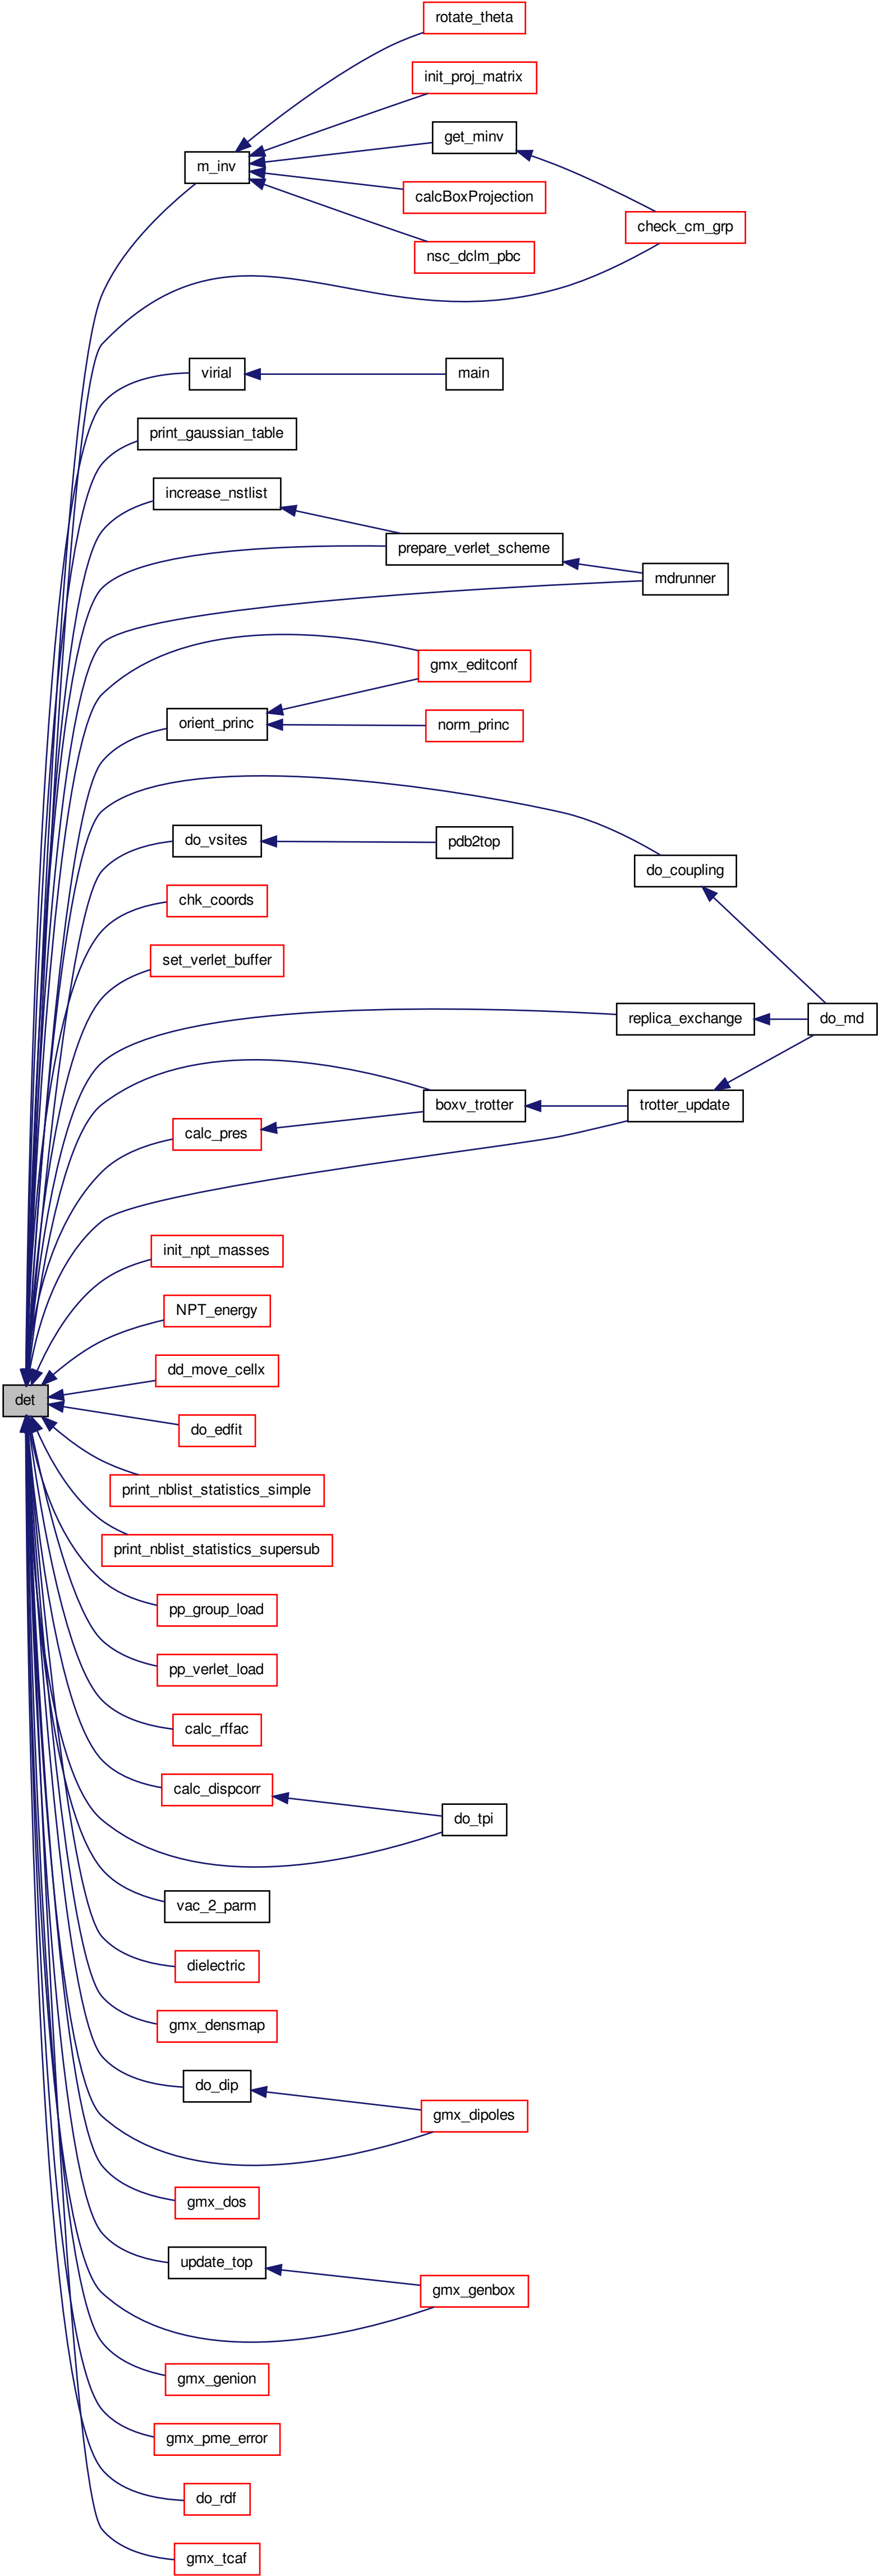 rotate_theta
init_proj_matrix
get_minv
m_inv
calcBoxProjection
check_cm_grp
nsc_dclm_pbc
virial
main
print_gaussian_table
increase_nstlist
prepare_verlet_scheme
mdrunner
gmx_editconf
orient_princ
norm_princ
do_vsites
pdb2top
do_coupling
chk_coords
set_verlet_buffer
replica_exchange
do_md
boxv_trotter
trotter_update
calc_pres
init_npt_masses
NPT_energy
dd_move_cellx
det
do_edfit
print_nblist_statistics_simple
print_nblist_statistics_supersub
pp_group_load
pp_verlet_load
calc_rffac
calc_dispcorr
do_tpi
vac_2_parm
dielectric
gmx_densmap
do_dip
gmx_dipoles
gmx_dos
update_top
gmx_genbox
gmx_genion
gmx_pme_error
do_rdf
gmx_tcaf